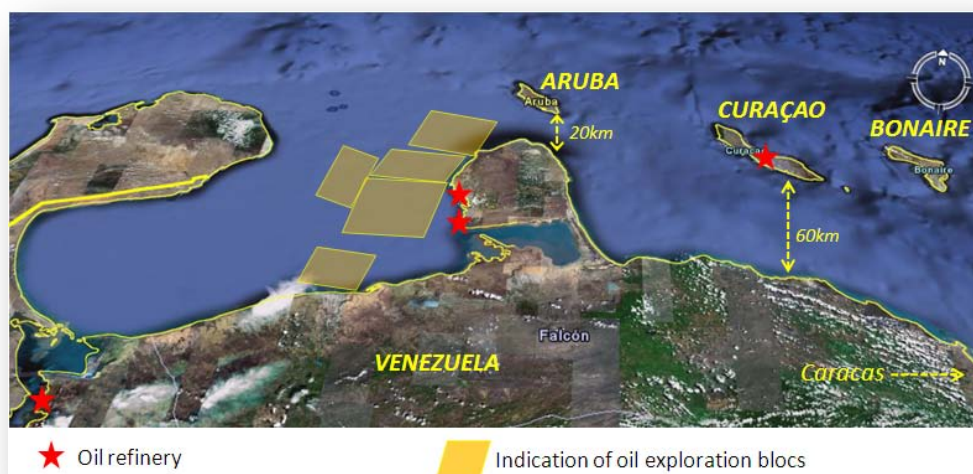 N
ARUBA
Aruba
20km
CURAÇAO
Curaçao
BONAIRE
Bonaire
60km
Falcón
VENEZUELA
Caracas
Oil refinery
Indication of oil exploration blocs